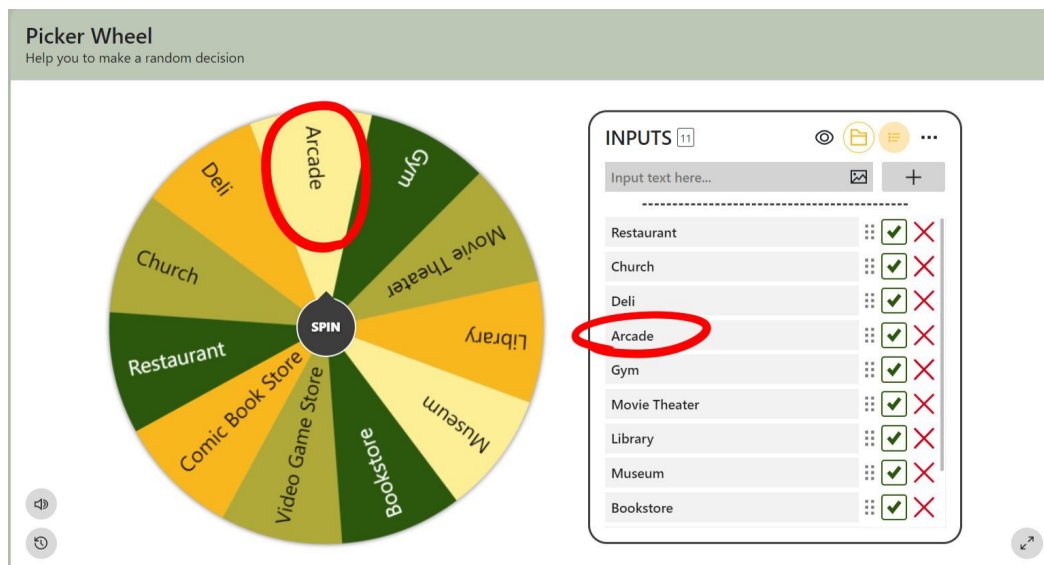 Picker Wheel
Help you to make a random decision
Arcade
Gym
Movie Theater
Library
Museum
Bookstore
Video Game Store
Comic Book Store
Restaurant
Church
Deli
SPIN
INPUTS 11
Input text here...
Restaurant
Church
Deli
Arcade
Gym
Movie Theater
Library
Museum
Bookstore